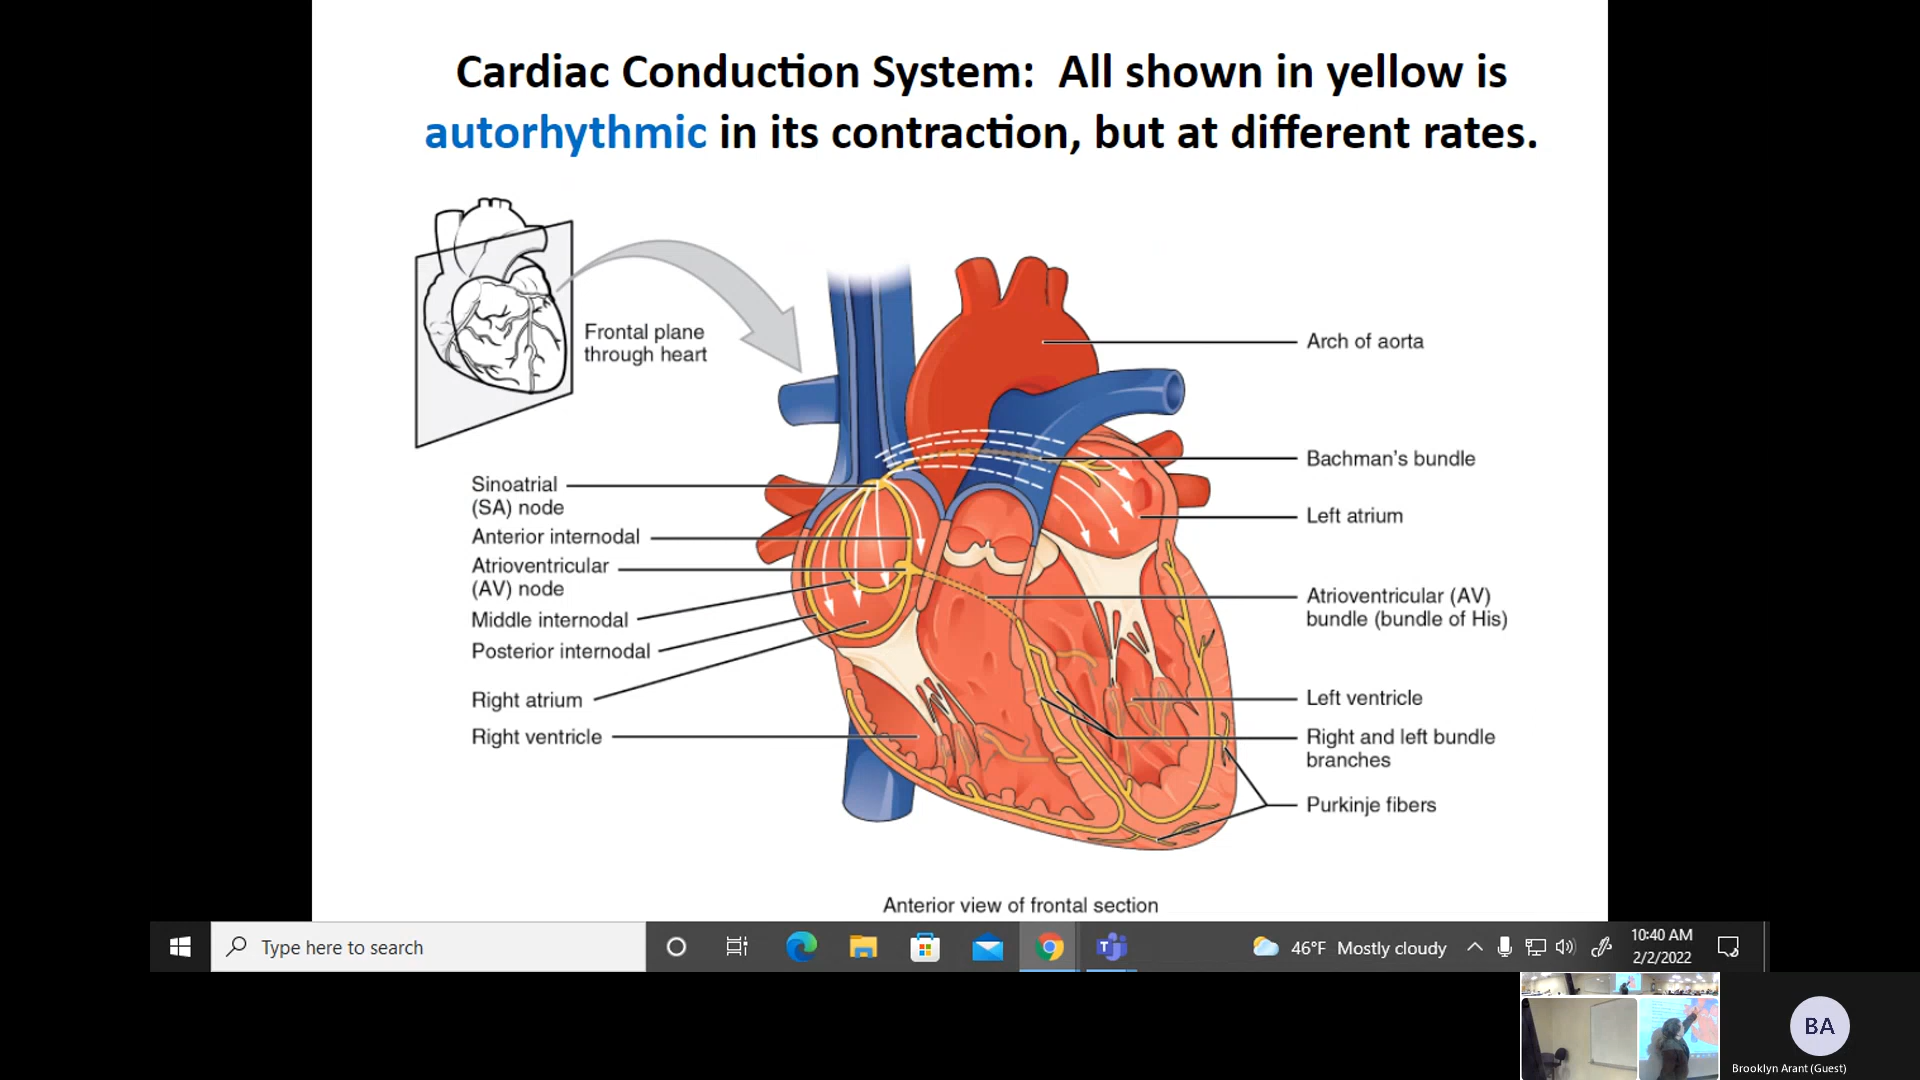 Cardiac Conduction System:  All shown in yellow is
autorhythmic in its contraction, but at different rates.
Frontal plane
through heart
Arch of aorta
Bachman's bundle
Left atrium
Atrioventricular (AV)
bundle (bundle of His)
Left ventricle
Right and left bundle
branches
Purkinje fibers
Sinoatrial
(SA) node
Anterior internodal
Atrioventricular
(AV) node
Middle internodal
Posterior internodal
Right atrium
Right ventricle
Anterior view of frontal section
Type here to search
46°F Mostly cloudy
10:40 AM
2/2/2022
BA
Brooklyn Arant (Guest)